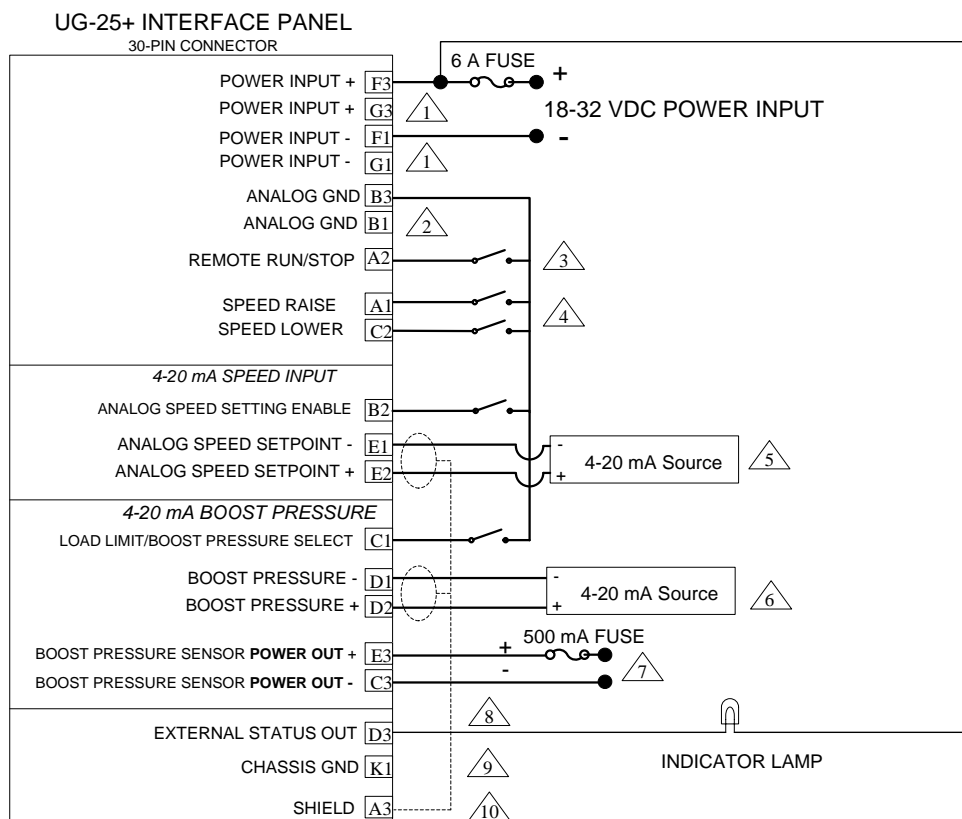 UG-25+ INTERFACE PANEL
30-PIN CONNECTOR
POWER INPUT + F3
6 A FUSE
+
POWER INPUT + G3
1
18-32 VDC POWER INPUT
POWER INPUT - F1
-
POWER INPUT - G1
1
ANALOG GND B3
ANALOG GND B1
2
REMOTE RUN/STOP A2
3
SPEED RAISE A1
4
SPEED LOWER C2
4-20 mA SPEED INPUT
ANALOG SPEED SETTING ENABLE B2
ANALOG SPEED SETPOINT - E1
-
4-20 mA Source
5
ANALOG SPEED SETPOINT + E2
+
4-20 mA BOOST PRESSURE
LOAD LIMIT/BOOST PRESSURE SELECT C1
BOOST PRESSURE - D1
-
4-20 mA Source
6
BOOST PRESSURE + D2
+
500 mA FUSE
BOOST PRESSURE SENSOR POWER OUT + E3
+
7
BOOST PRESSURE SENSOR POWER OUT - C3
-
8
EXTERNAL STATUS OUT D3
INDICATOR LAMP
CHASSIS GND K1
9
SHIELD A3
10